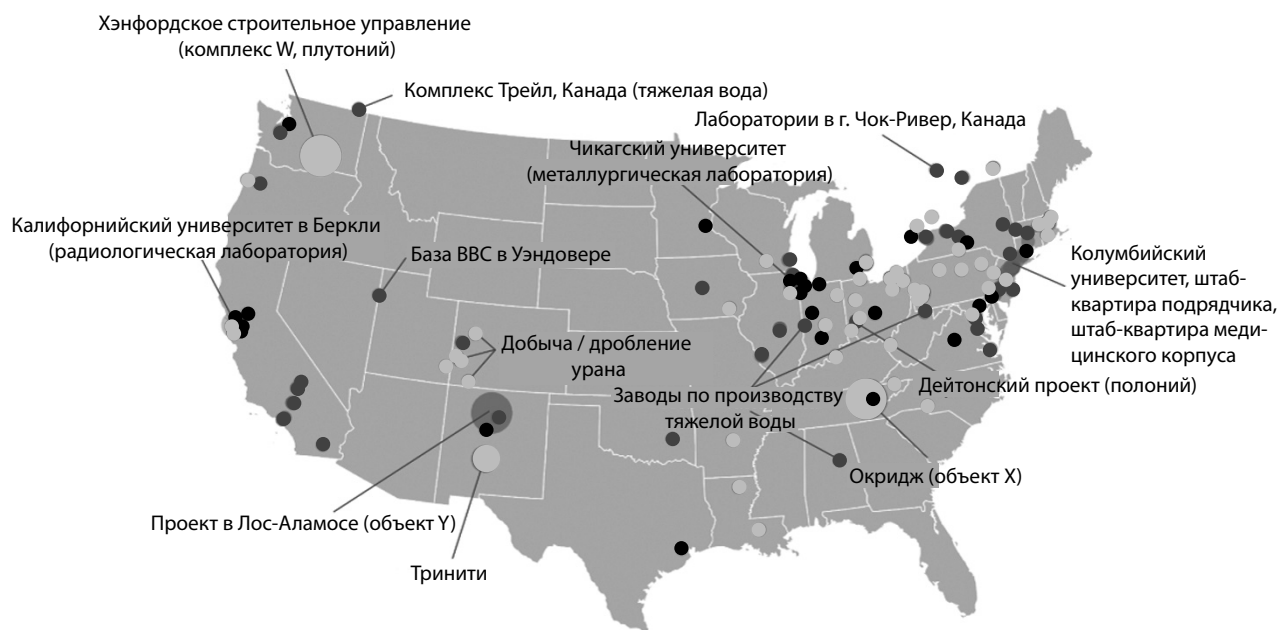 Хэнфордское строительное управление
(комплекс W, плутоний)
Комплекс Трейл, Канада (тяжелая вода)
Лаборатории в г. Чок-Ривер, Канада
Чикагский университет
(металлургическая лаборатория)
Калифорнийский университет в Беркли
(радиологическая лаборатория)
База ВВС в Уэндовере
Колумбийский
университет, штаб-
квартира подрядчика,
штаб-квартира меди-
цинского корпуса
Добыча / дробление
урана
Заводы по производству
тяжелой воды
Дейтонский проект (полоний)
Окридж (объект X)
Проект в Лос-Аламосе (объект Y)
Тринити